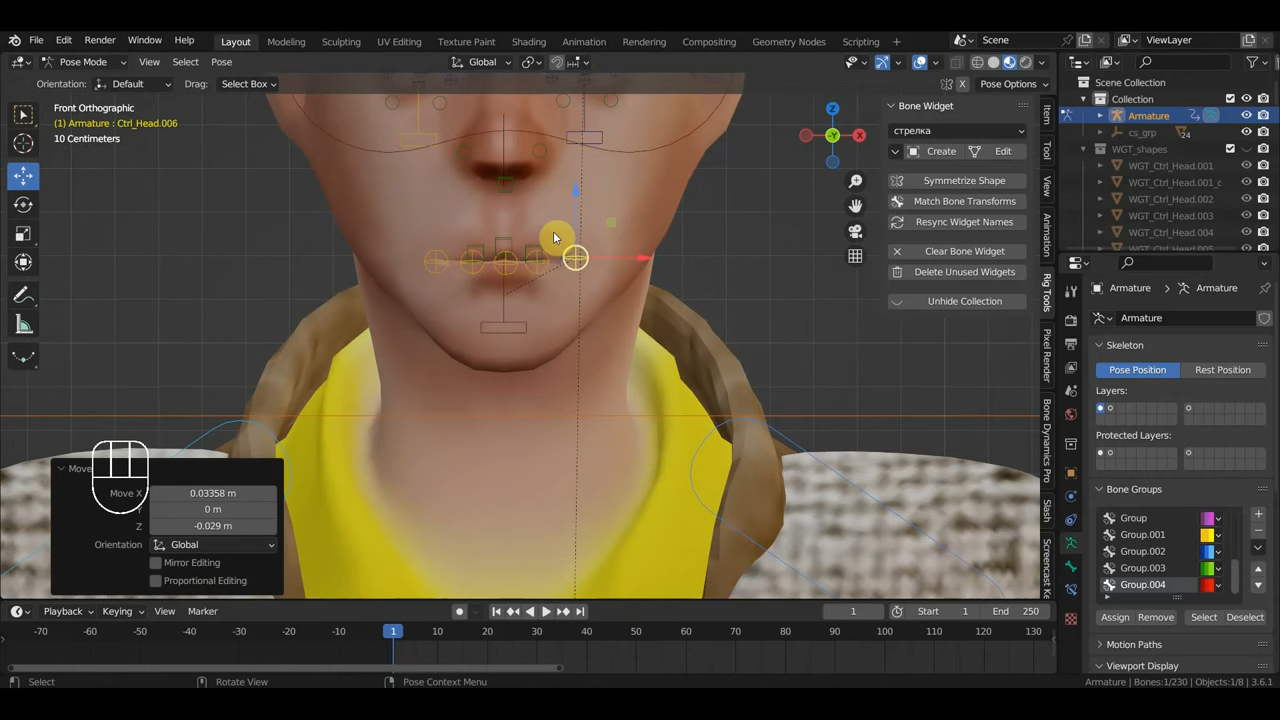 File Edit Render Window Help Layout Modeling Sculpting UV Editing Texture Paint Shading Animation Rendering Compositing Geometry Nodes Scripting + Scene ViewLayer
Pose Mode View Select Pose Global
Orientation: Default Drag: Select Box X Pose Options
Front Orthographic
(1) Armature : Ctrl_Head.006
10 Centimeters
Z
X
-Y
Bone Widget
стрелка
Create Edit
Symmetrize Shape
Match Bone Transforms
Resync Widget Names
Clear Bone Widget
Delete Unused Widgets
Unhide Collection
Item
Tool
View
Animation
Rig Tools
Pixel Render
Bone Dynamics Pro
Slash
Screencast Ke
Scene Collection
Collection
Armature
cs_grp 24
WGT_shapes
WGT_Ctrl_Head.001
WGT_Ctrl_Head.001_c
WGT_Ctrl_Head.002
WGT_Ctrl_Head.003
WGT_Ctrl_Head.004
WGT_Ctrl_Head.005
Armature > Armature
Armature
Skeleton
Pose Position Rest Position
Layers:
Protected Layers:
Bone Groups
Group
Group.001
Group.002
Group.003
Group.004
Assign Remove Select Deselect
Motion Paths
Viewport Display
Move
Move X 0.03358 m
0 m
Z -0.029 m
Orientation Global
Mirror Editing
Proportional Editing
Playback Keying View Marker 1 Start 1 End 250
-70 -60 -50 -40 -30 -20 -10 1 10 20 30 40 50 60 70 80 90 100 110 120 130
Select Rotate View Pose Context Menu Armature | Bones:1/230 | Objects:1/8 | 3.6.1